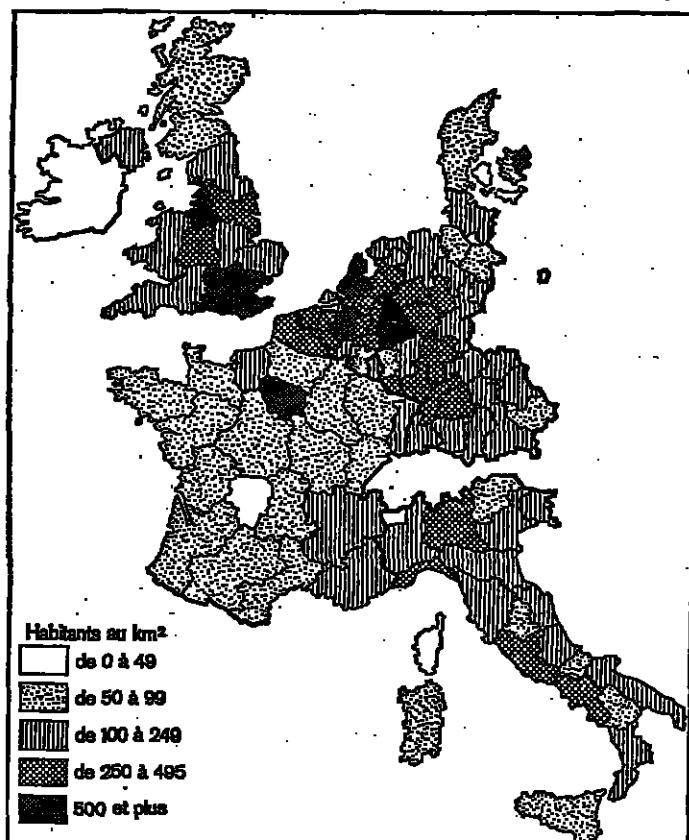 Habitants au km²
de 0 à 49
de 50 à 99
de 100 à 249
de 250 à 495
500 et plus